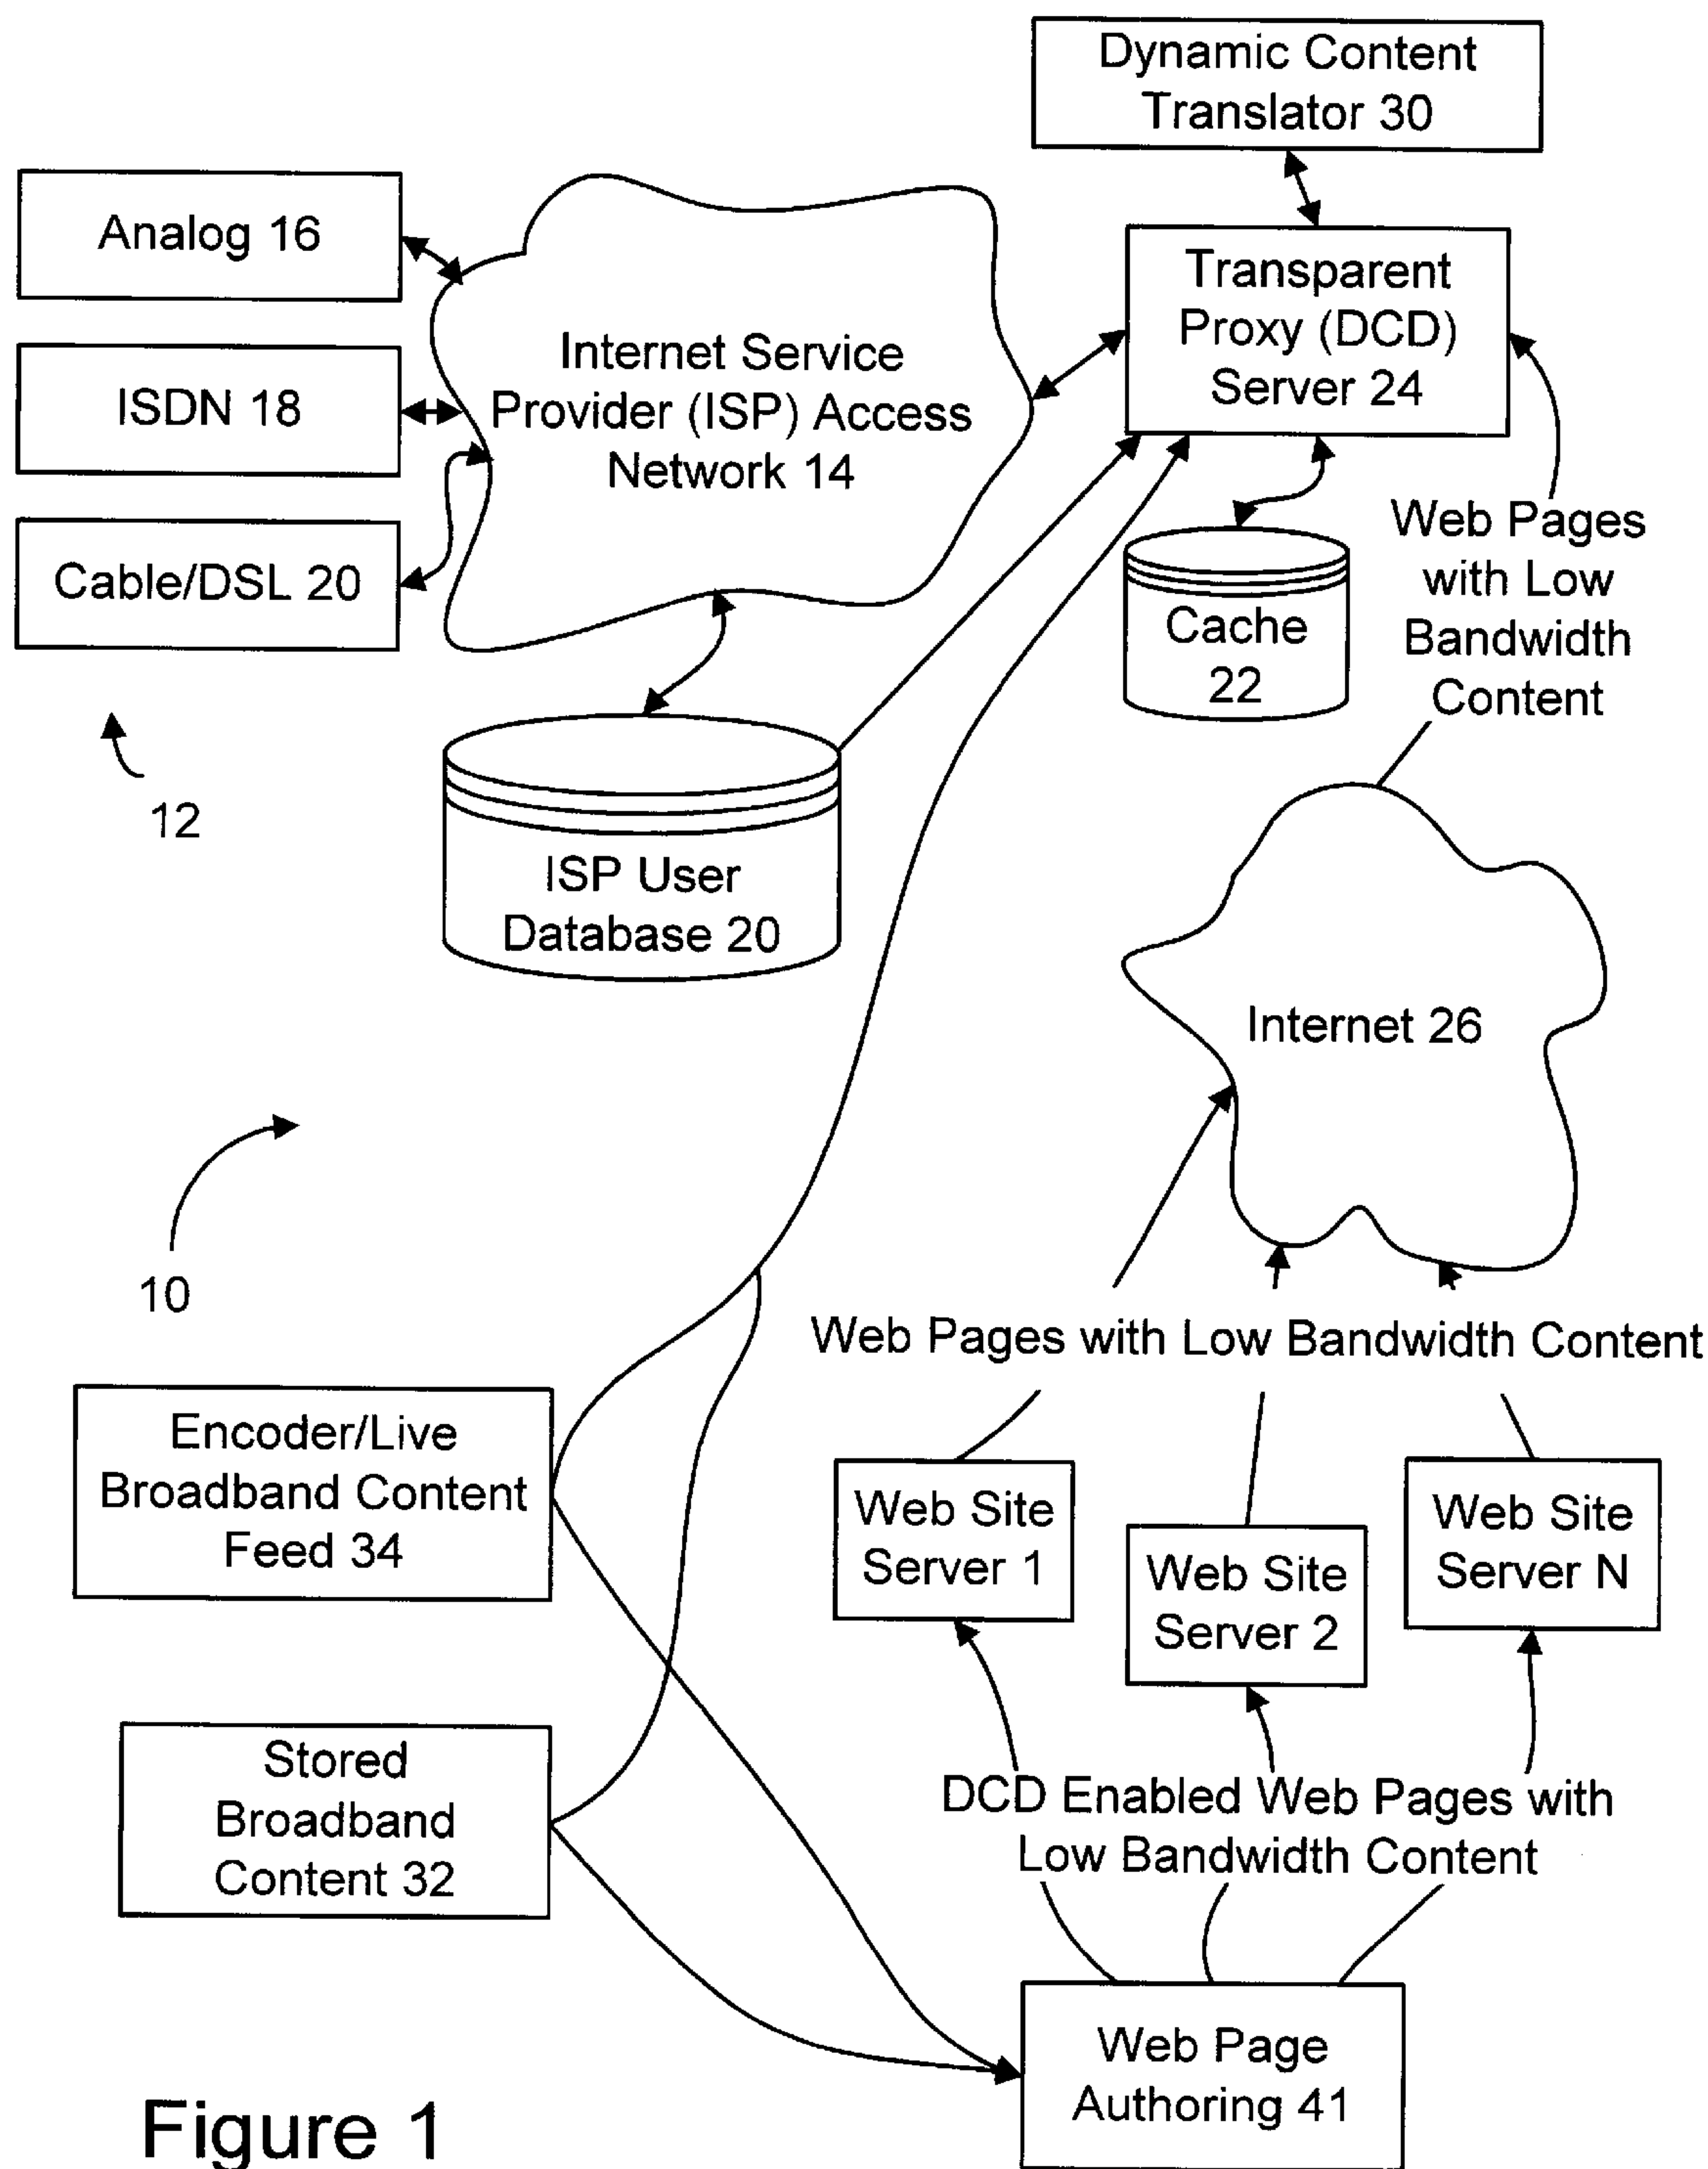 Dynamic Content
Translator 30
Analog 16
Transparent
Proxy (DCD)
Server 24
Internet Service
Provider (ISP) Access
Network 14
ISDN 18
Cable/DSL 20
Web Pages
with Low
Bandwidth
Content
Cache
22
12
ISP User
Database 20
Internet 26
10
Web Pages with Low Bandwidth Content
Encoder/Live
Broadband Content
Feed 34
Web Site
Server 1
Web Site
Server 2
Web Site
Server N
Stored
Broadband
Content 32
DCD Enabled Web Pages with
Low Bandwidth Content
Web Page
Authoring 41
Figure 1